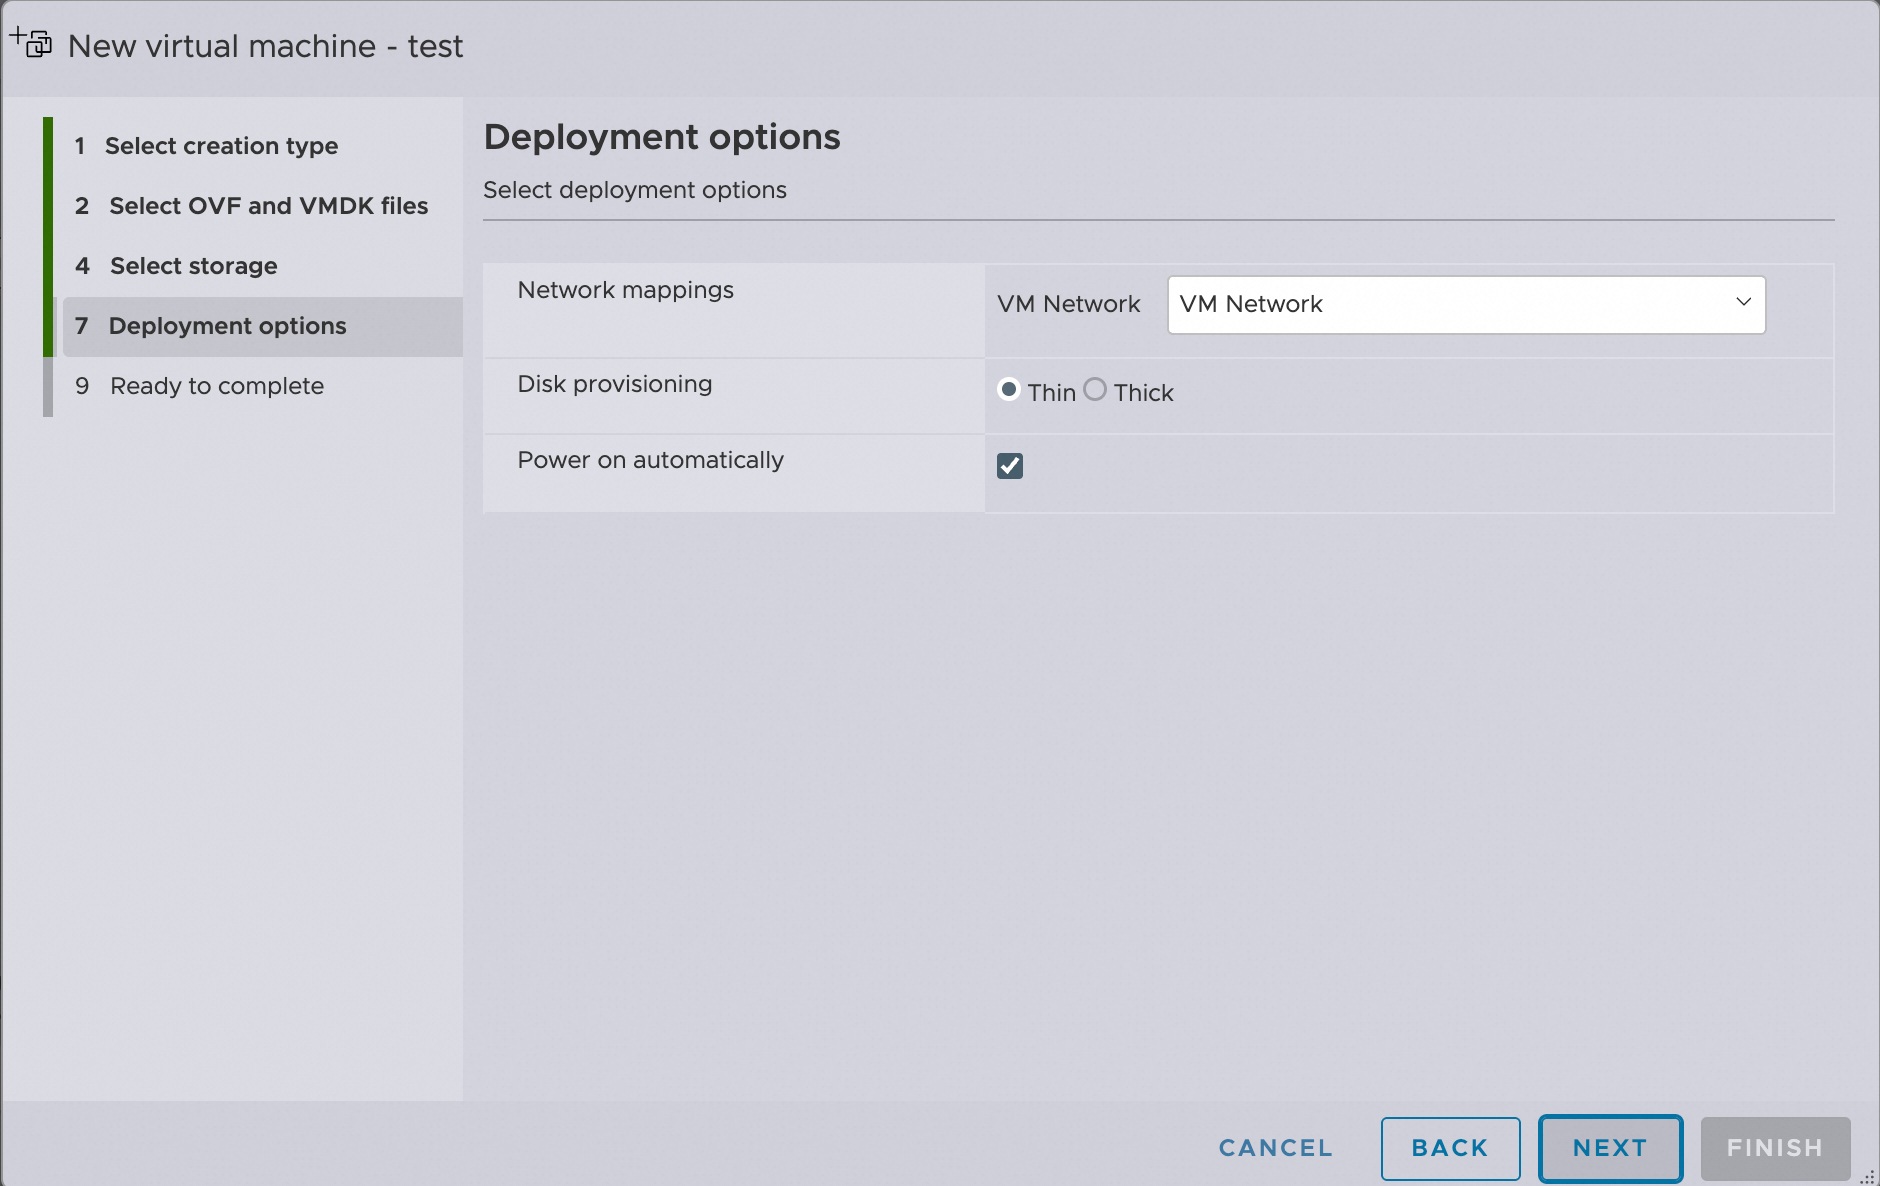 New virtual machine - test
1 Select creation type
2 Select OVF and VMDK files
4 Select storage
7 Deployment options
9 Ready to complete
Deployment options
Select deployment options
Network mappings
VM Network
VM Network
Disk provisioning
Thin Thick
Power on automatically
CANCEL
BACK
NEXT
FINISH